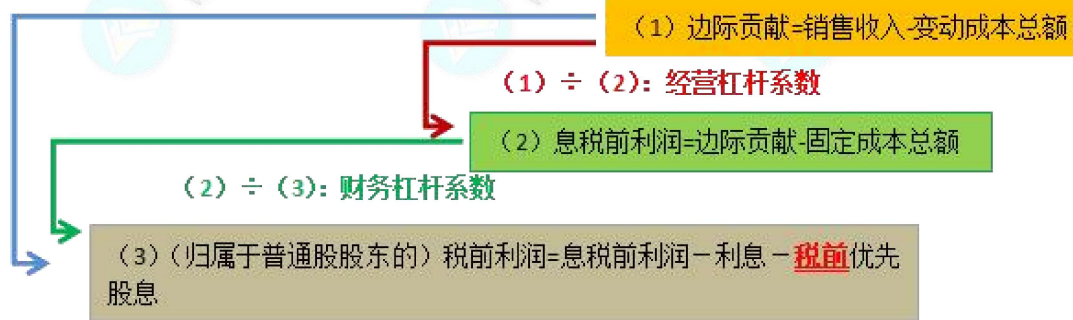 （1）边际贡献=销售收入-变动成本总额
（1）÷（2）：经营杠杆系数
（2）息税前利润=边际贡献-固定成本总额
（2）÷（3）：财务杠杆系数
（3）（归属于普通股股东的）税前利润=息税前利润－利息－税前优先
股息